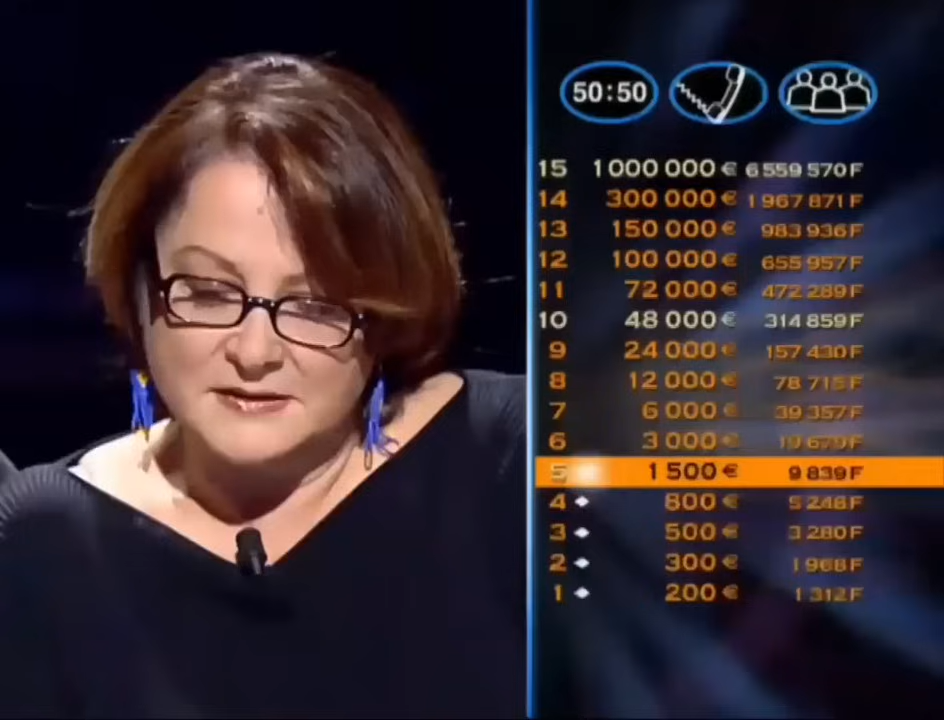 50:50
15 1 000 000 € 6 559 570 F
14 300 000 € 1 967 871 F
13 150 000 € 983 936 F
12 100 000 € 655 957 F
11 72 000 € 472 289 F
10 48 000 € 314 859 F
9 24 000 € 157 430 F
8 12 000 € 78 715 F
7 6 000 € 39 357 F
6 3 000 € 19 679 F
5 1 500 € 9 839 F
4 800 € 5 248 F
3 500 € 3 280 F
2 300 € 1 968 F
1 200 € 1 312 F